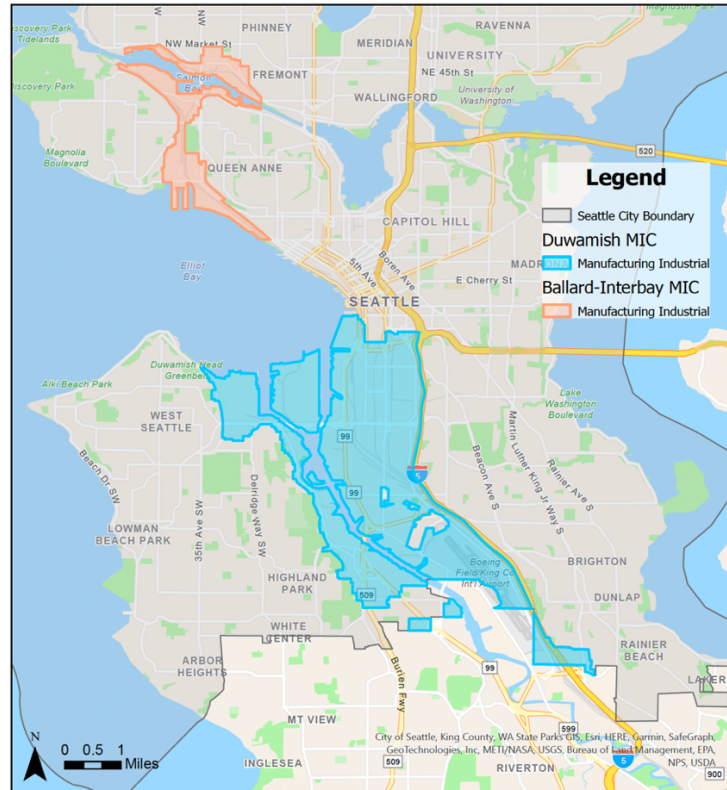 Discovery Park
Tidelands
NW
NW
PHINNEY
RAVENNA
Magnuson Park
NW Market St
MERIDIAN
UNIVERSITY
NE 45th St
Discovery Park
Salmon
Bay
FREMONT
WALLINGFORD
University of
Washington
Magnolia
Boulevard
QUEEN ANNE
520
CAPITOL HILL
Legend
Seattle City Boundary
Duwamish MIC
Manufacturing Industrial
Ballard-Interbay MIC
Manufacturing Industrial
Elliot
Bay
5th Ave
Boren Ave
MADR
E Cherry St
SEATTLE
Duwamish Head
Greenbelt
Alki Beach Park
WEST
SEATTLE
Lake
Washington
Boulevard
99
Beach Dr SW
35th Ave SW
Delridge Way SW
5
Beacon Ave S
Martin Luther King Jr Way S
Rainier Ave S
99
LOWMAN
BEACH PARK
HIGHLAND
PARK
Boeing
Field/King Co
Int'l Airport
BRIGHTON
DUNLAP
509
WHITE
CENTER
RAINIER
BEACH
ARBOR
HEIGHTS
Burien Fwy
99
LAKER
MT VIEW
599
N
0 0.5 1
Miles
City of Seattle, King County, WA State Parks GIS, Esri, HERE, Garmin, SafeGraph,
GeoTechnologies, Inc, METI/NASA, USGS, Bureau of Land Management, EPA,
NPS, USDA
INGLESEA
509
RIVERTON
5
900